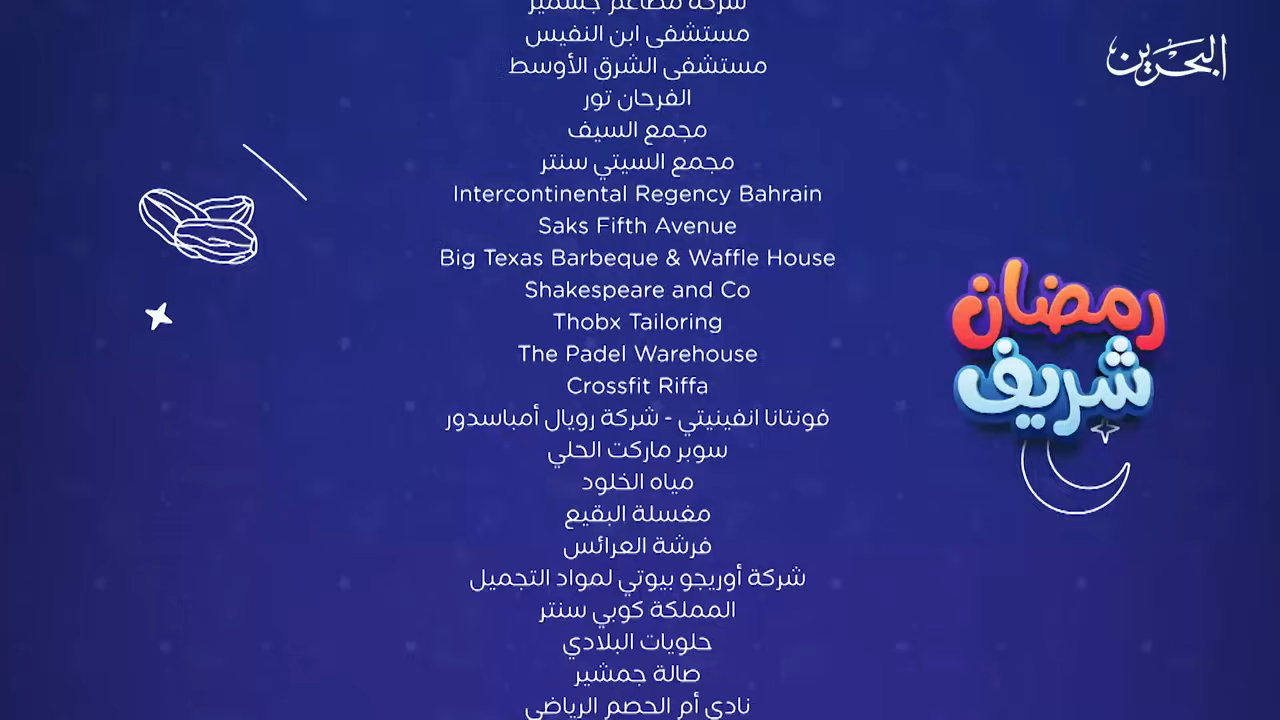 شركة مطاعم جسمير
مستشفى ابن النفيس
مستشفى الشرق الأوسط
الفرحان تور
مجمع السيف
مجمع السيتي سنتر
Intercontinental Regency Bahrain
Saks Fifth Avenue
Big Texas Barbeque & Waffle House
Shakespeare and Co
Thobx Tailoring
The Padel Warehouse
Crossfit Riffa
فونتانا انفينيتي - شركة رويال أمباسدور
سوبر ماركت الحلي
مياه الخلود
مغسلة البقيع
فرشة العرائس
شركة أوريجو بيوتي لمواد التجميل
المملكة كوبي سنتر
حلويات البلادي
صالة جمشير
نادي أم الحصم الرياضي
البحرين
رمضان
شريف